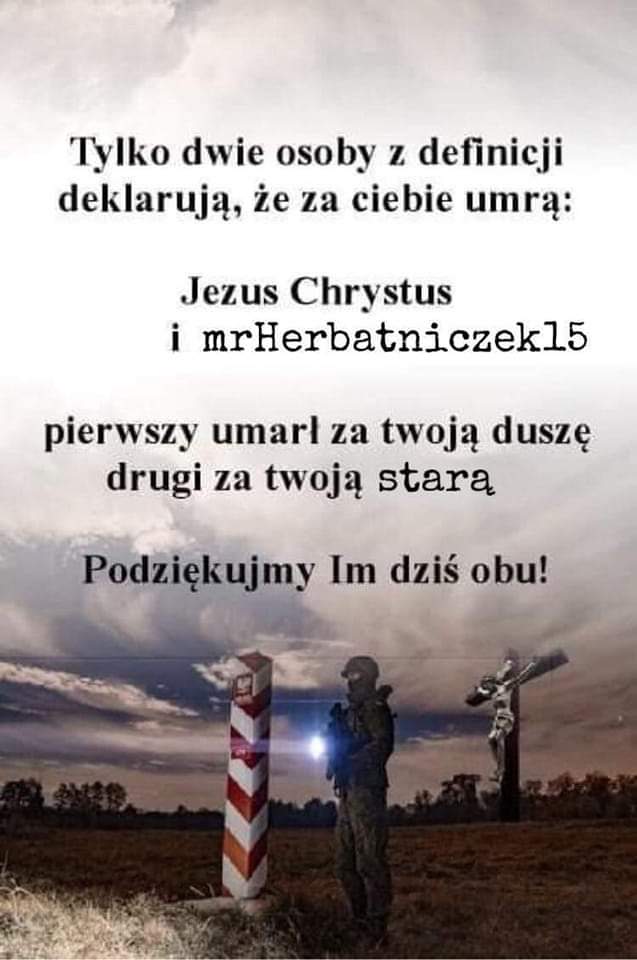 Tylko dwie osoby z definicji
deklarują, że za ciebie umrą:
Jezus Chrystus
i mrHerbatniczek15
pierwszy umarł za twoją duszę
drugi za twoją starą
Podziękujmy Im dziś obu!